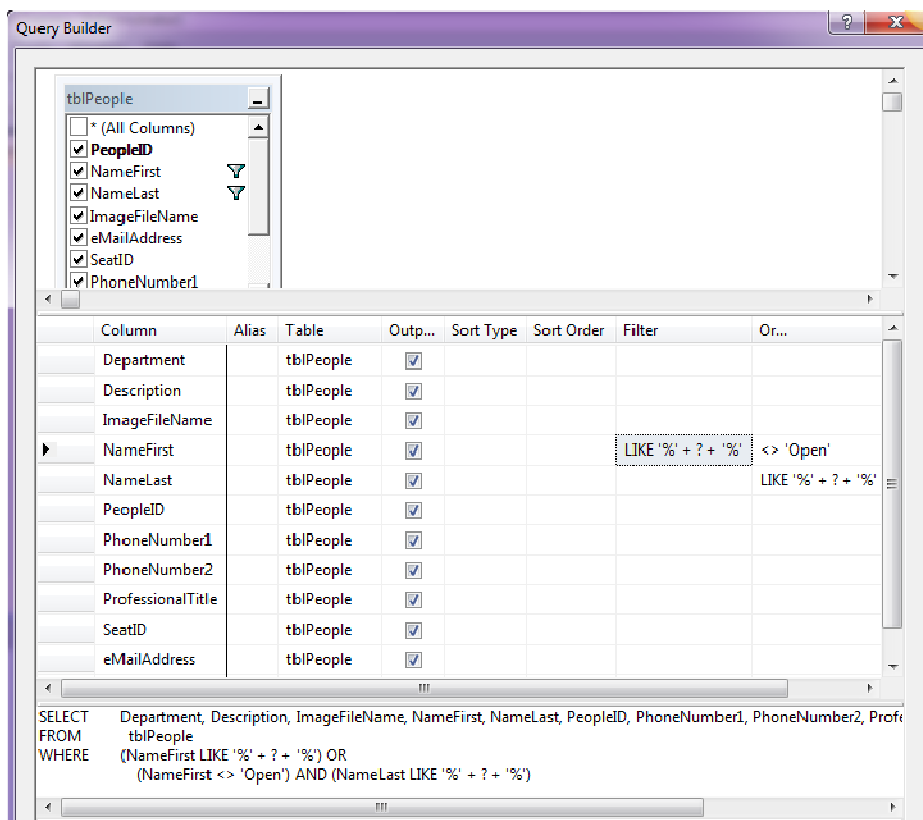 Query Builder
?
tblPeople
* (All Columns)
PeopleID
NameFirst
NameLast
ImageFileName
eMailAddress
SeatID
PhoneNumber1
Column Alias Table Outp... Sort Type Sort Order Filter Or...
Department tblPeople
Description tblPeople
ImageFileName tblPeople
NameFirst tblPeople LIKE '%' + ? + '%' <> 'Open'
NameLast tblPeople LIKE '%' + ? + '%'
PeopleID tblPeople
PhoneNumber1 tblPeople
PhoneNumber2 tblPeople
ProfessionalTitle tblPeople
SeatID tblPeople
eMailAddress tblPeople
SELECT Department, Description, ImageFileName, NameFirst, NameLast, PeopleID, PhoneNumber1, PhoneNumber2, Profe
FROM tblPeople
WHERE (NameFirst LIKE '%' + ? + '%') OR
(NameFirst <> 'Open') AND (NameLast LIKE '%' + ? + '%')